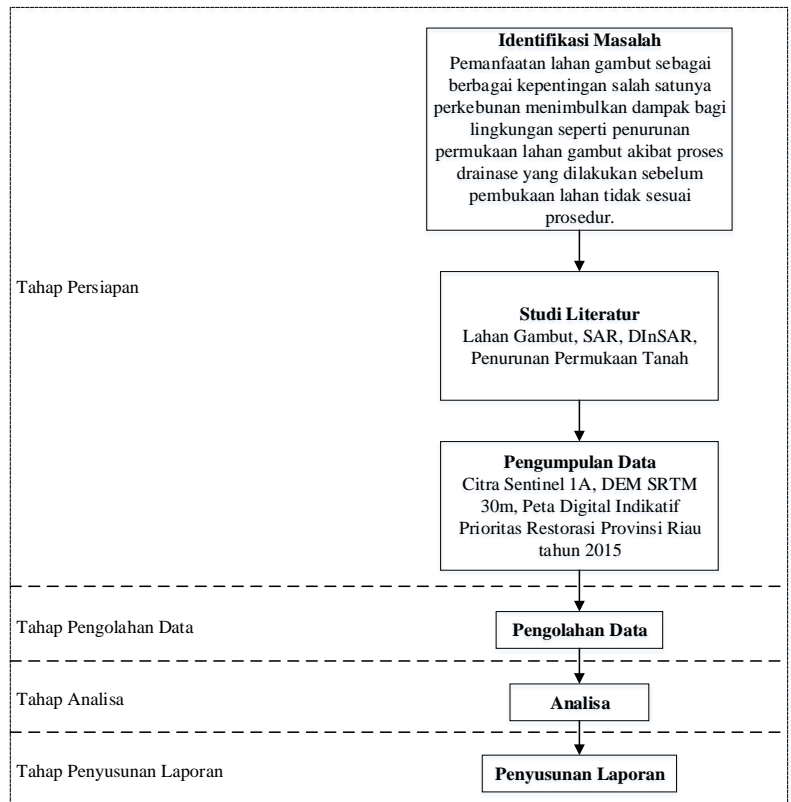 Identifikasi Masalah
Pemanfaatan lahan gambut sebagai
berbagai kepentingan salah satunya
perkebunan menimbulkan dampak bagi
lingkungan seperti penurunan
permukaan lahan gambut akibat proses
drainase yang dilakukan sebelum
pembukaan lahan tidak sesuai
prosedur.
Tahap Persiapan
Studi Literatur
Lahan Gambut, SAR, DInSAR,
Penurunan Permukaan Tanah
Pengumpulan Data
Citra Sentinel 1A, DEM SRTM
30m, Peta Digital Indikatif
Prioritas Restorasi Provinsi Riau
tahun 2015
Tahap Pengolahan Data
Pengolahan Data
Tahap Analisa
Analisa
Tahap Penyusunan Laporan
Penyusunan Laporan